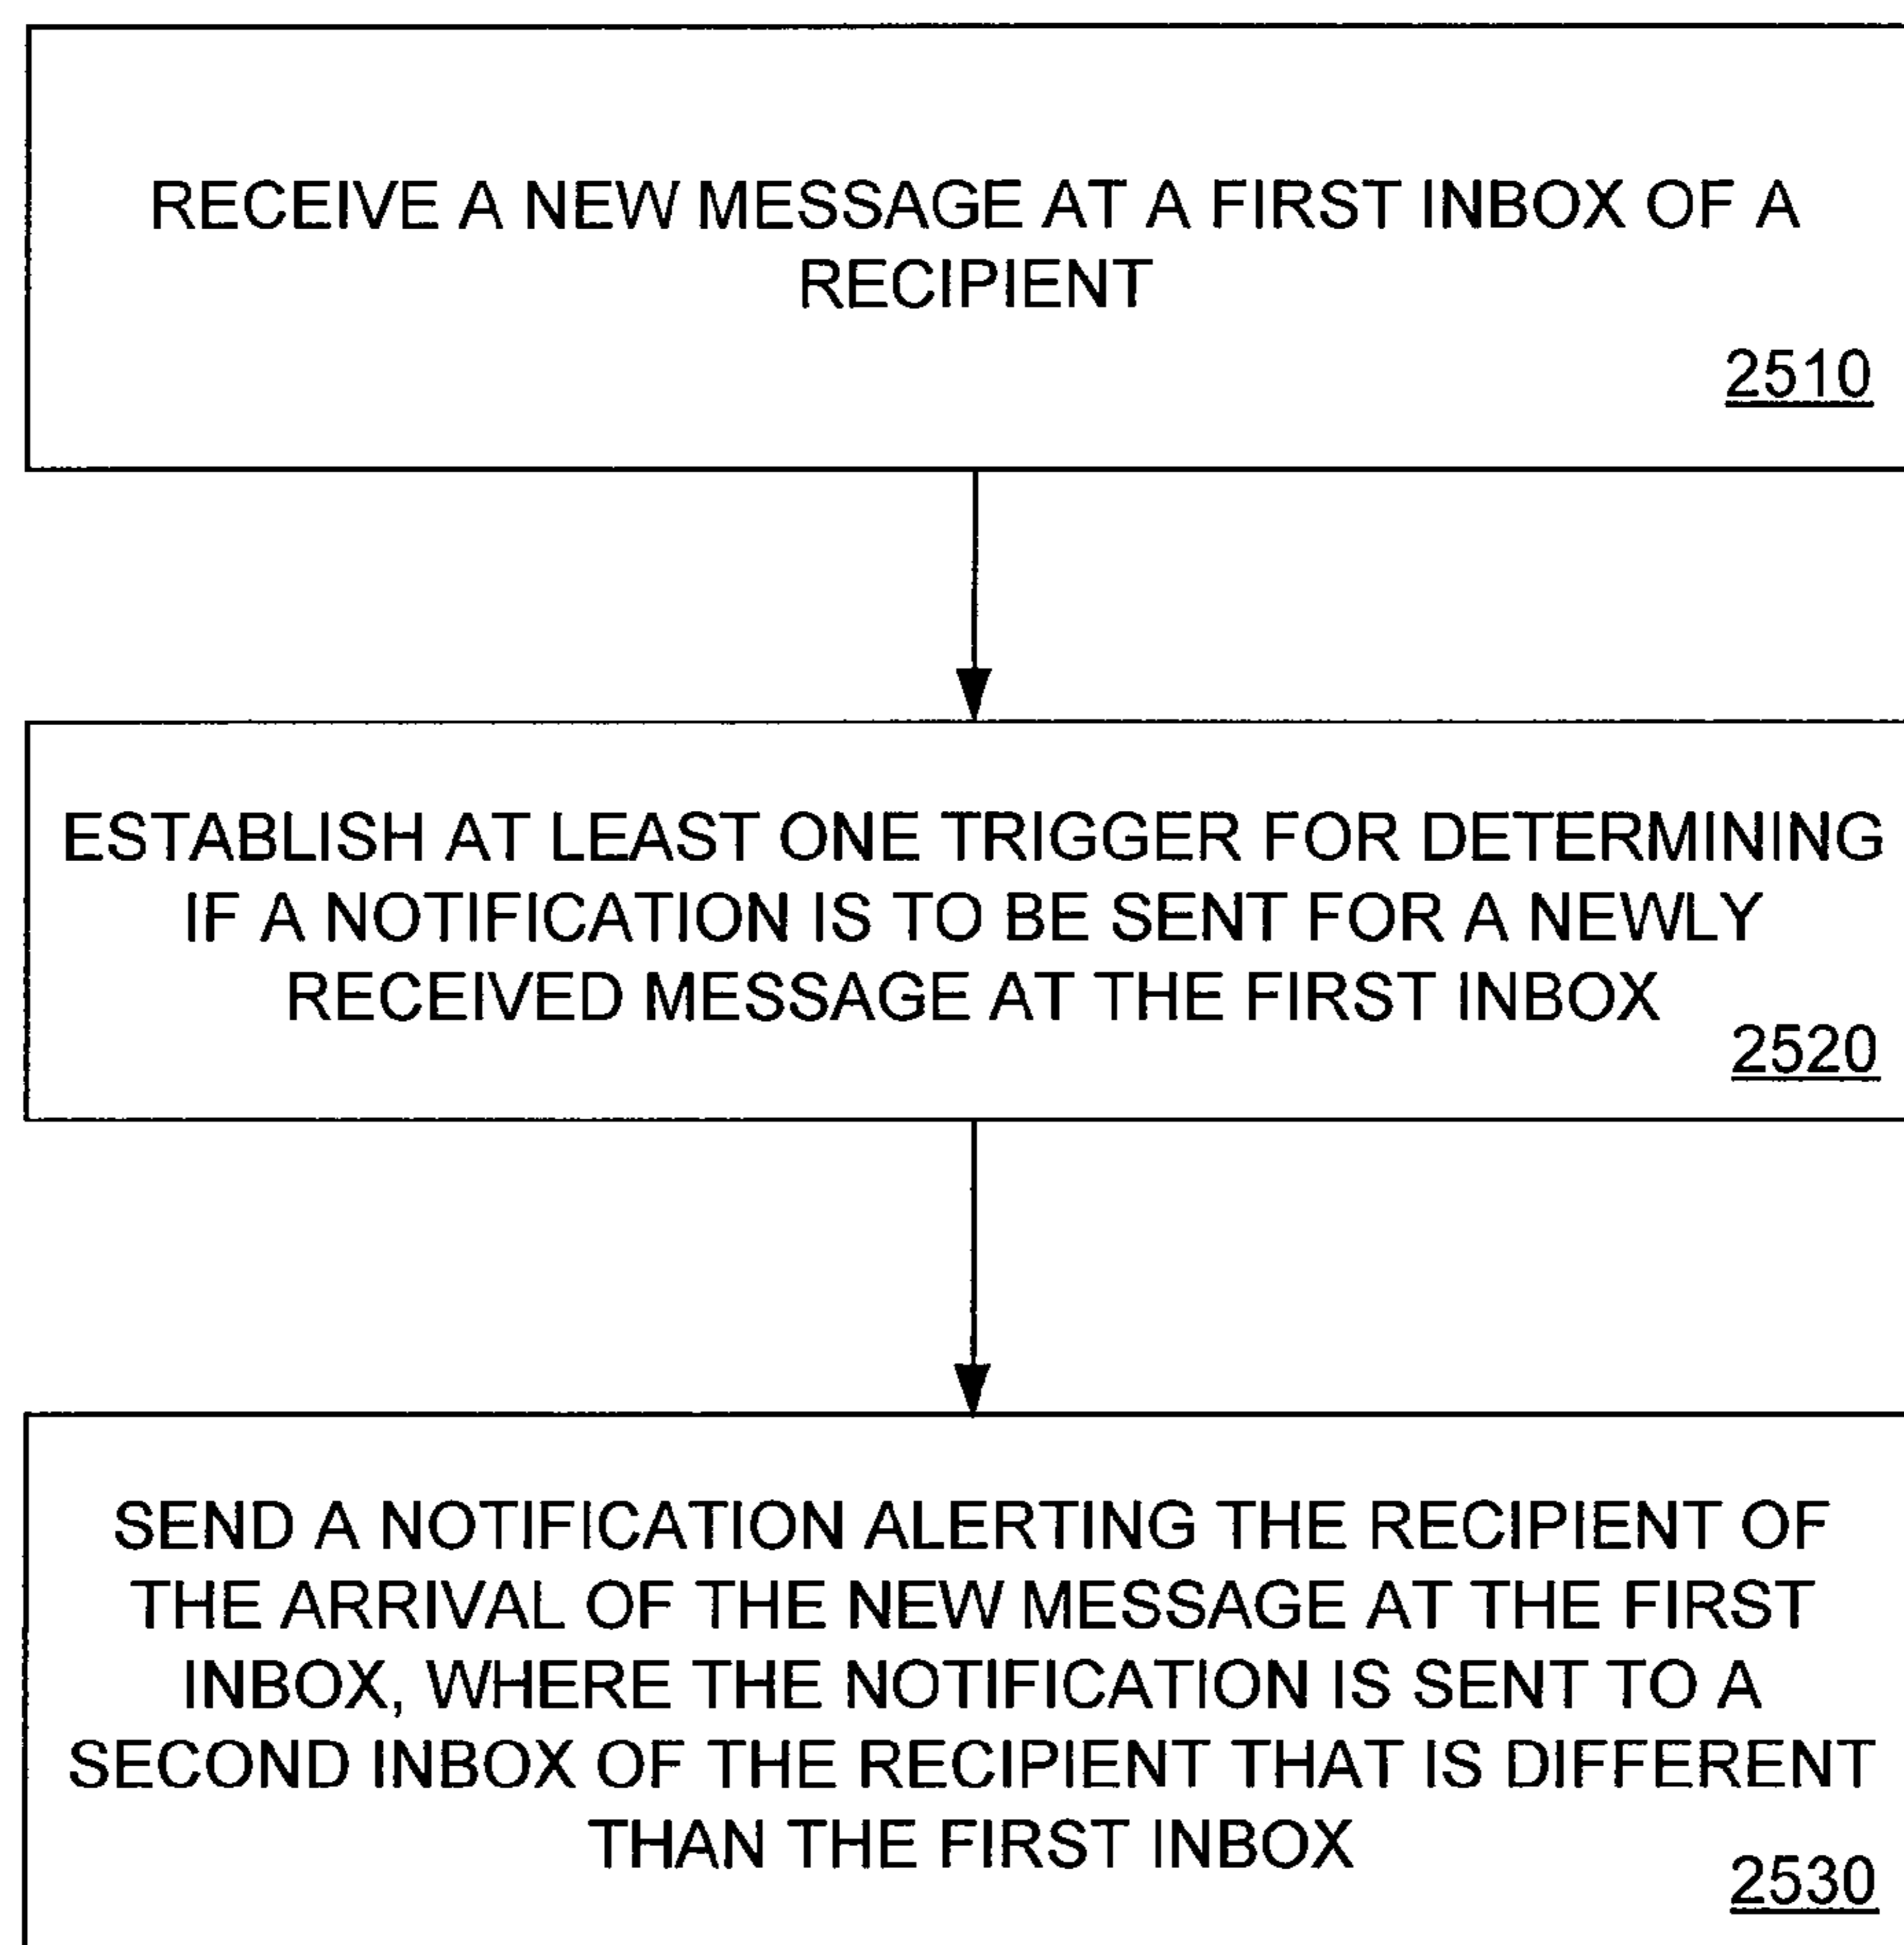 RECEIVE A NEW MESSAGE AT A FIRST INBOX OF A
RECIPIENT
2510
ESTABLISH AT LEAST ONE TRIGGER FOR DETERMINING
IF A NOTIFICATION IS TO BE SENT FOR A NEWLY
RECEIVED MESSAGE AT THE FIRST INBOX
2520
SEND A NOTIFICATION ALERTING THE RECIPIENT OF
THE ARRIVAL OF THE NEW MESSAGE AT THE FIRST
INBOX, WHERE THE NOTIFICATION IS SENT TO A
SECOND INBOX OF THE RECIPIENT THAT IS DIFFERENT
THAN THE FIRST INBOX
2530